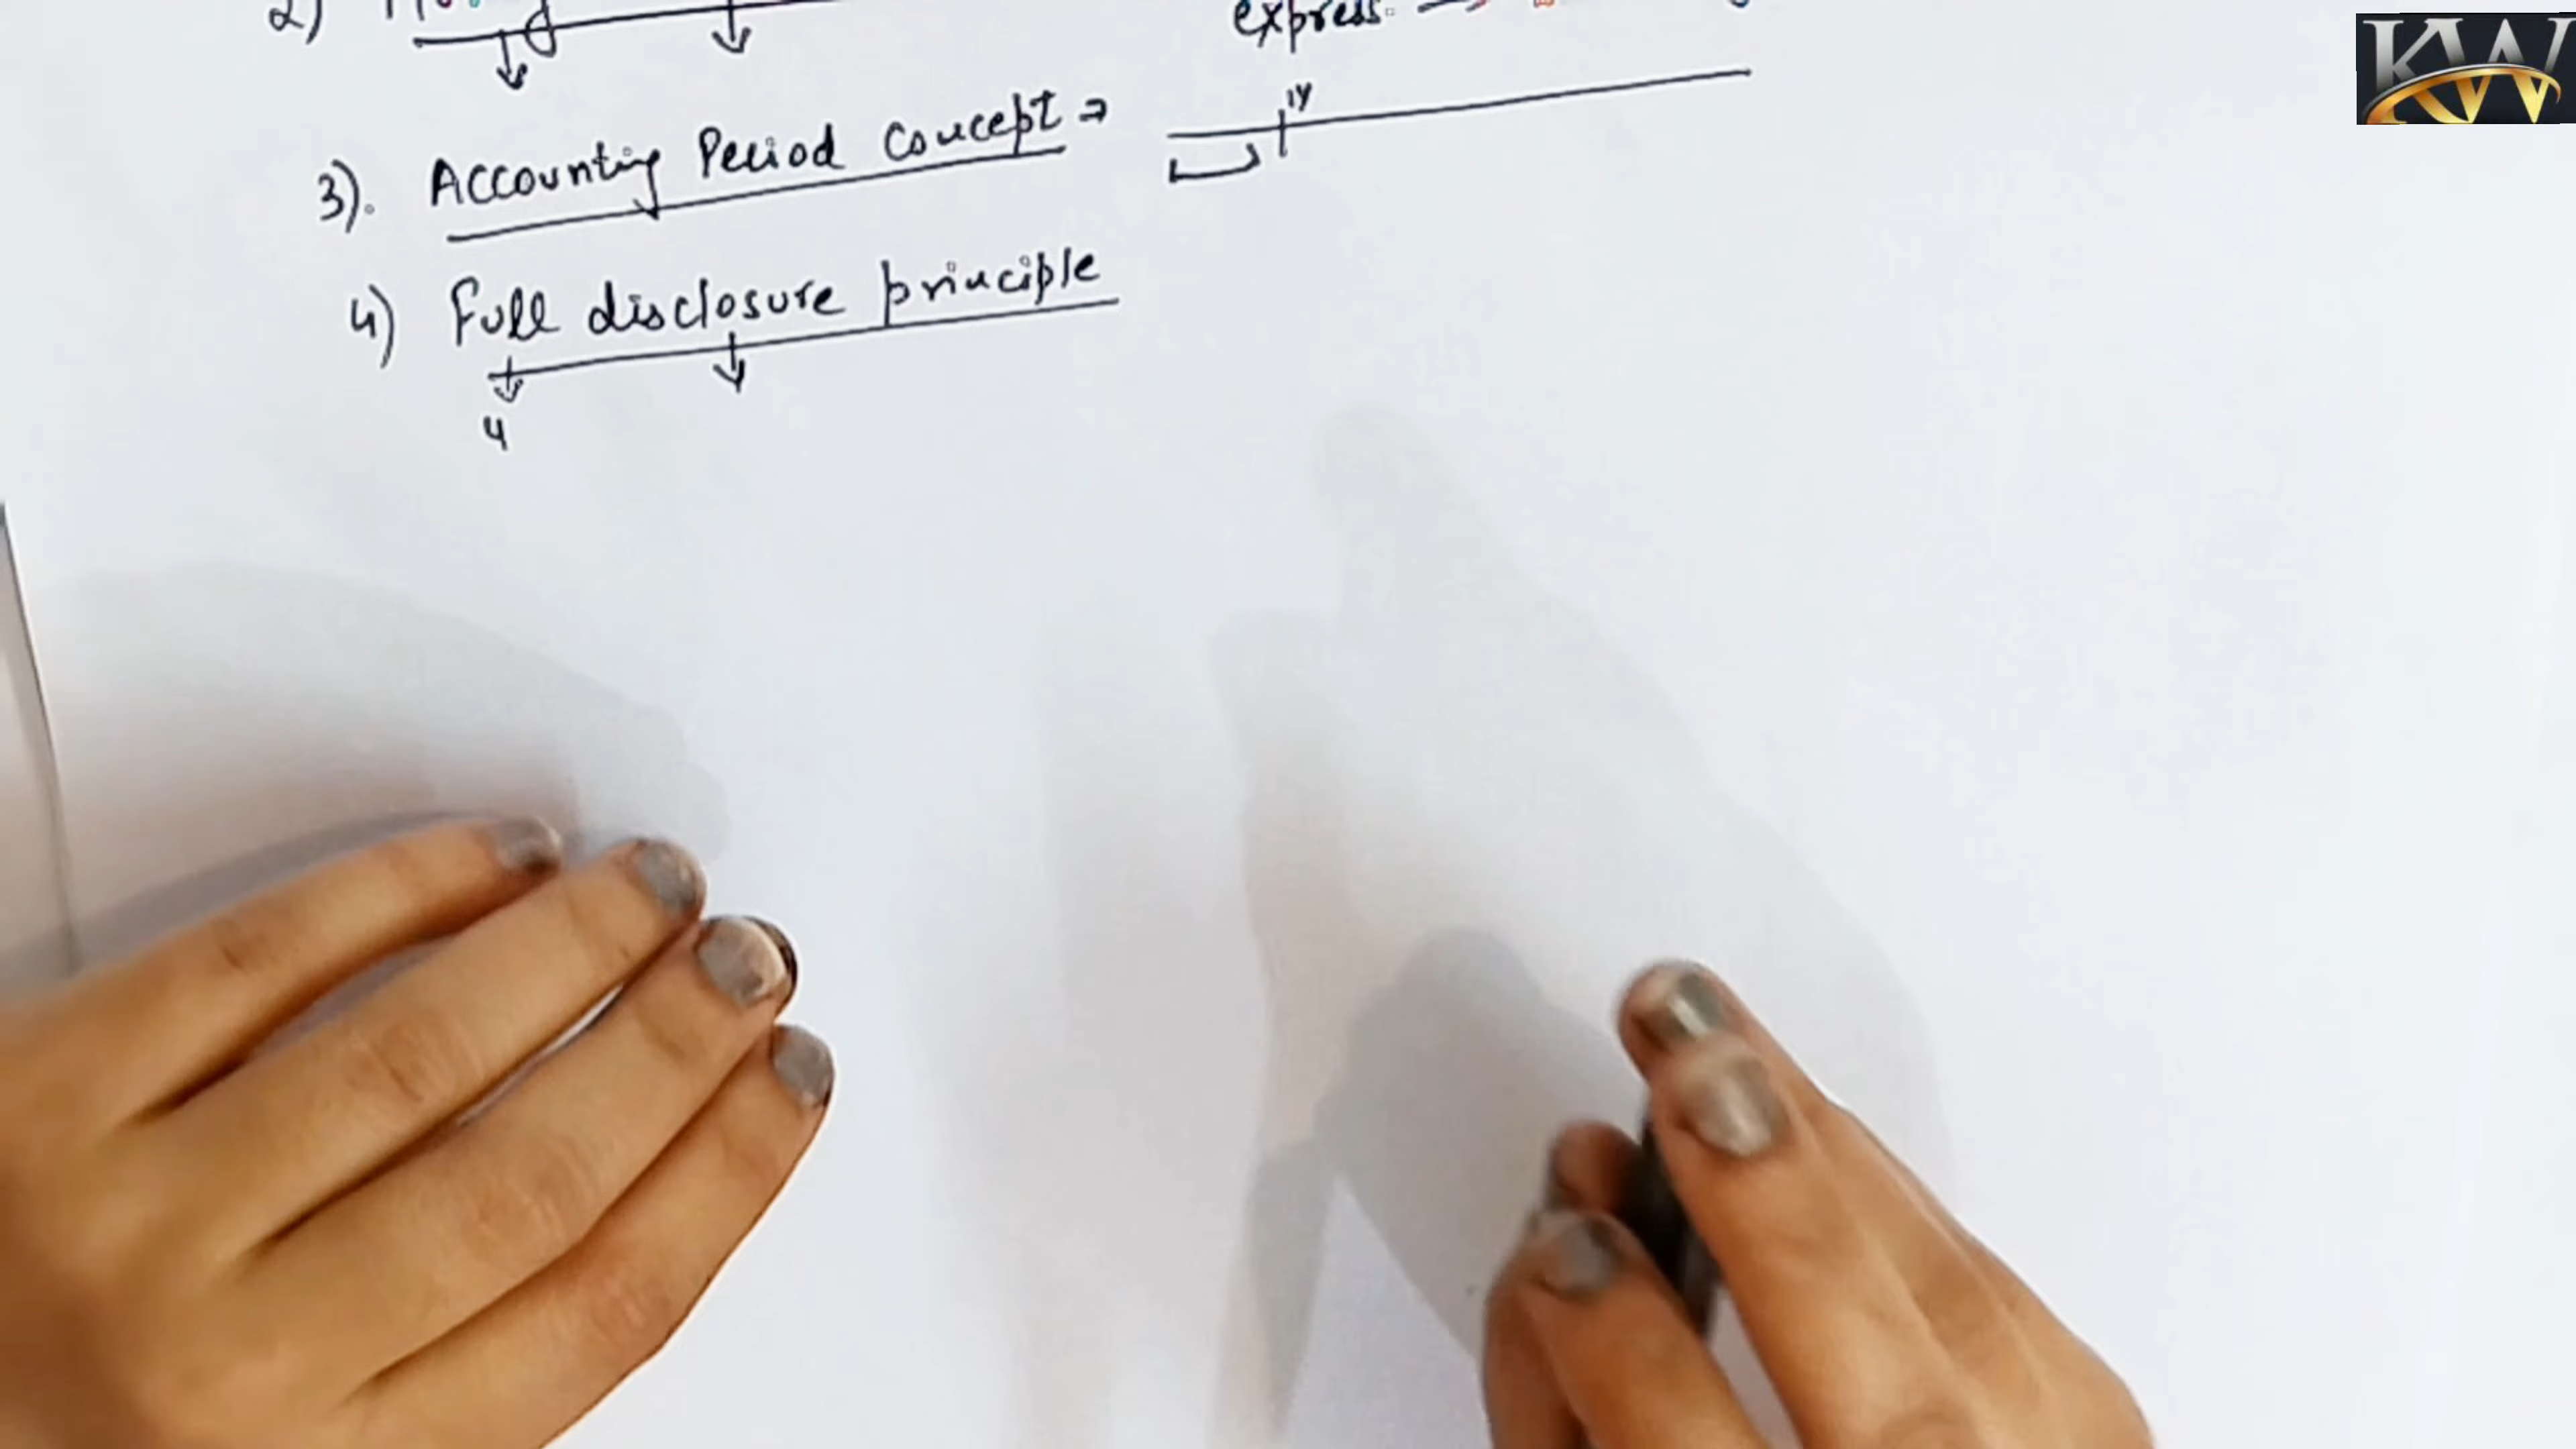 2)
express.
3). Accounting Period Concept ⇒
1Y
4) Full disclosure principle
4
KW